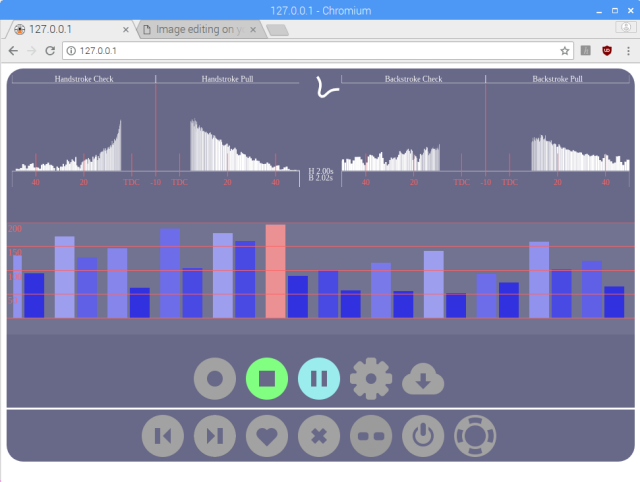 127.0.0.1 - Chromium
127.0.0.1
Image editing on y
127.0.0.1
Handstroke Check
Handstroke Pull
Backstroke Check
Backstroke Pull
H 2.00s
B 2.02s
40 20 TDC -10 TDC 20 40
40 20 TDC -10 TDC 20 40
200
150
100
50